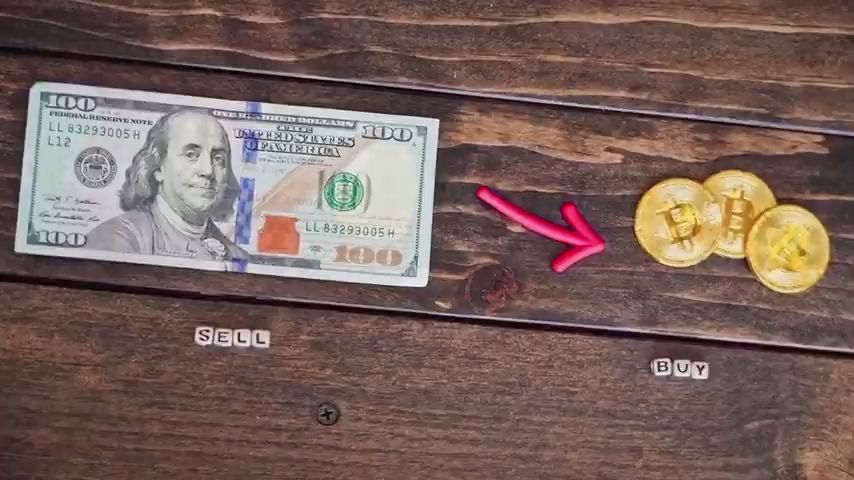 100
FEDERAL RESERVE NOTE
LL 83293005 H
L12
THE
UNITED STATES
OF AMERICA
100
LL 83293005 H
100
100
SELL
BUY